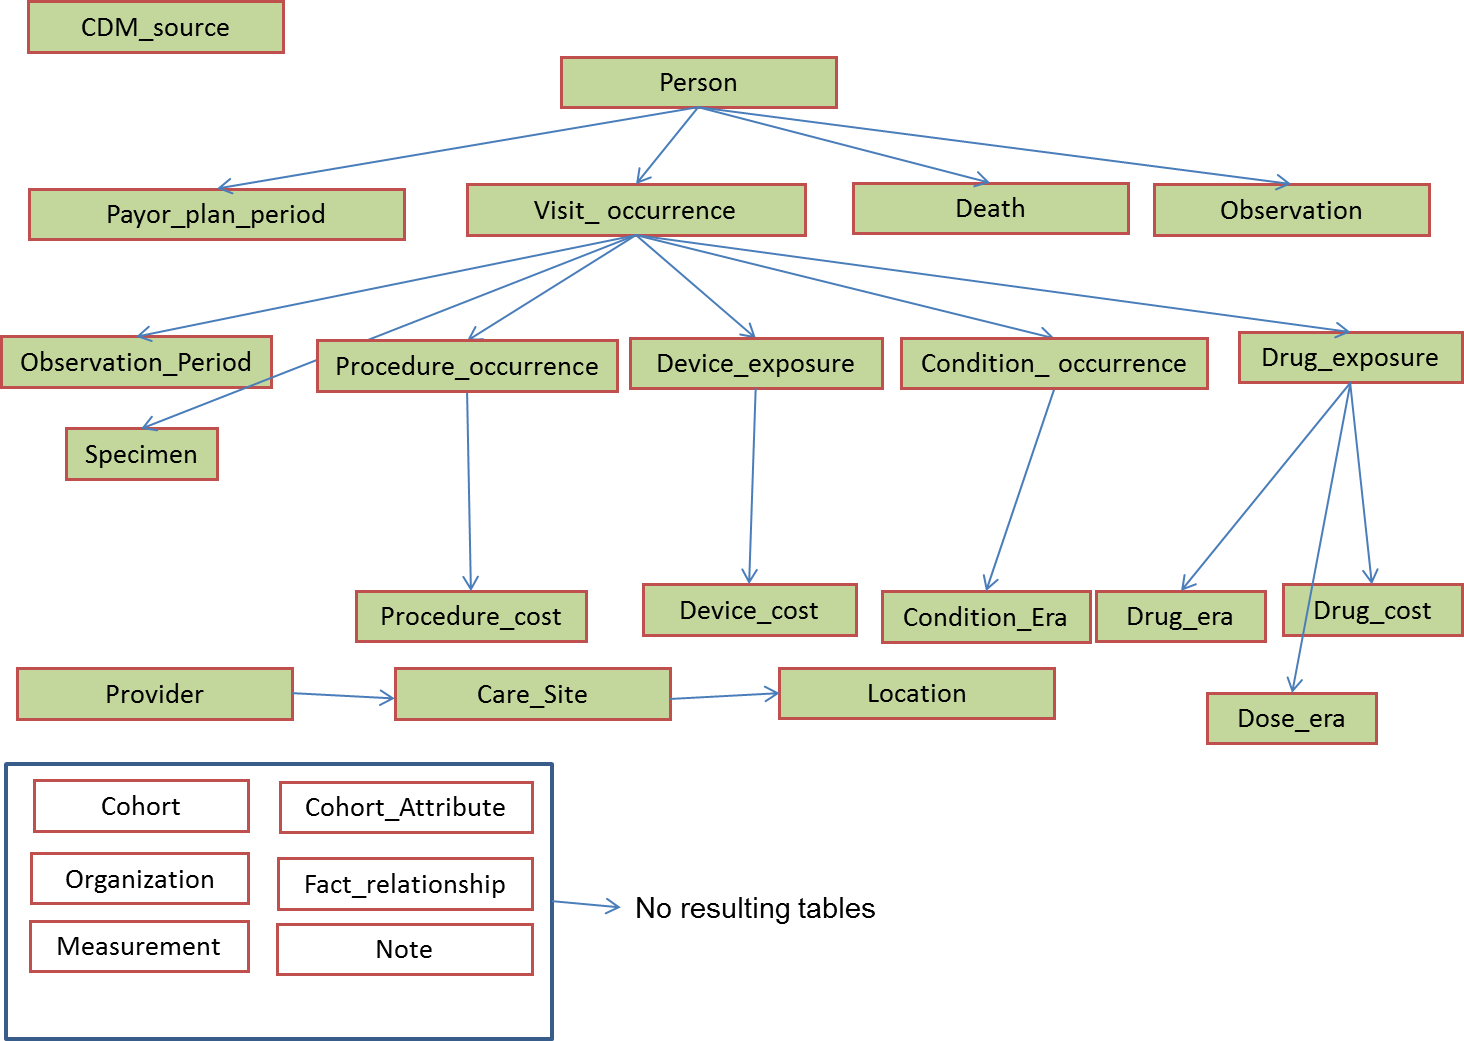 CDM_source
Person
Payor_plan_period
Visit_ occurrence
Death
Observation
Observation_Period
Procedure_occurrence
Device_exposure
Condition_ occurrence
Drug_exposure
Specimen
Procedure_cost
Device_cost
Condition_Era
Drug_era
Drug_cost
Provider
Care_Site
Location
Dose_era
Cohort
Cohort_Attribute
Organization
Fact_relationship
Measurement
Note
No resulting tables